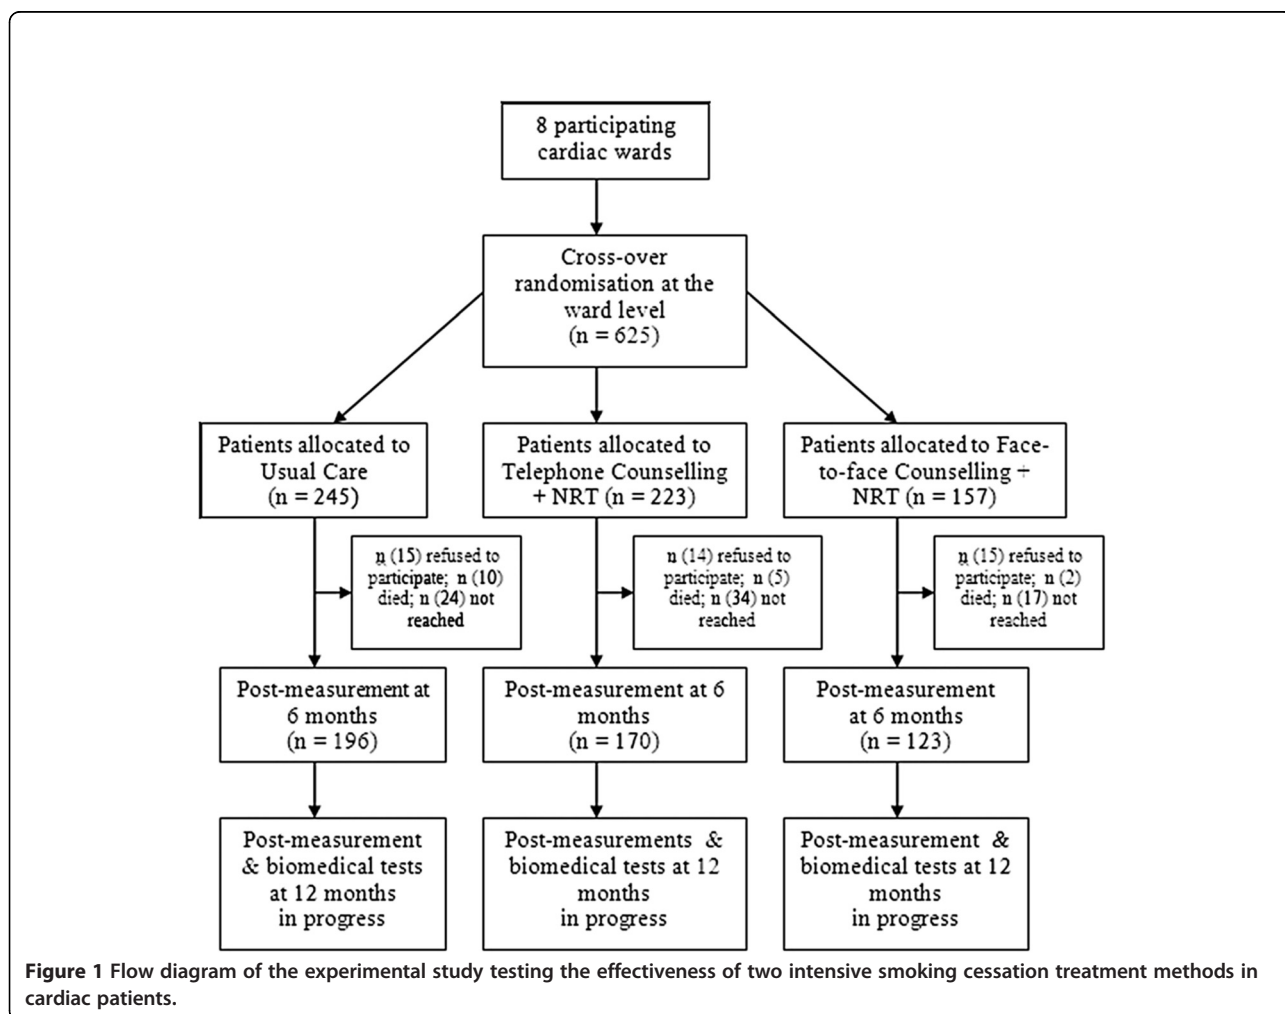 8 participating
cardiac wards
Cross-over
randomisation at the
ward level
(n = 625)
Patients allocated to
Usual Care
(n = 245)
Patients allocated to
Telephone Counselling
+ NRT (n = 223)
Patients allocated to Face-
to-face Counselling +
NRT (n = 157)
n (15) refused to
participate; n (10)
died; n (24) not
reached
n (14) refused to
participate; n (5)
died; n (34) not
reached
n (15) refused to
participate; n (2)
died; n (17) not
reached
Post-measurement at
6 months
(n = 196)
Post-measurement at 6
months
(n = 170)
Post-measurement
at 6 months
(n = 123)
Post-measurement
& biomedical tests
at 12 months
in progress
Post-measurements &
biomedical tests at 12
months
in progress
Post-measurement &
biomedical tests at 12
months
in progress
Figure 1 Flow diagram of the experimental study testing the effectiveness of two intensive smoking cessation treatment methods in
cardiac patients.